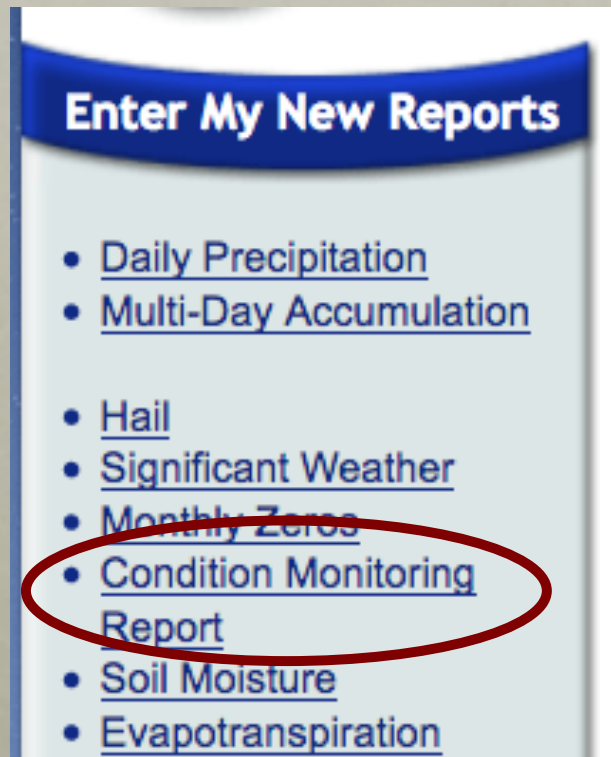 Enter My New Reports
Daily Precipitation
Multi-Day Accumulation
Hail
Significant Weather
Monthly Zeros
Condition Monitoring
Report
Soil Moisture
Evapotranspiration